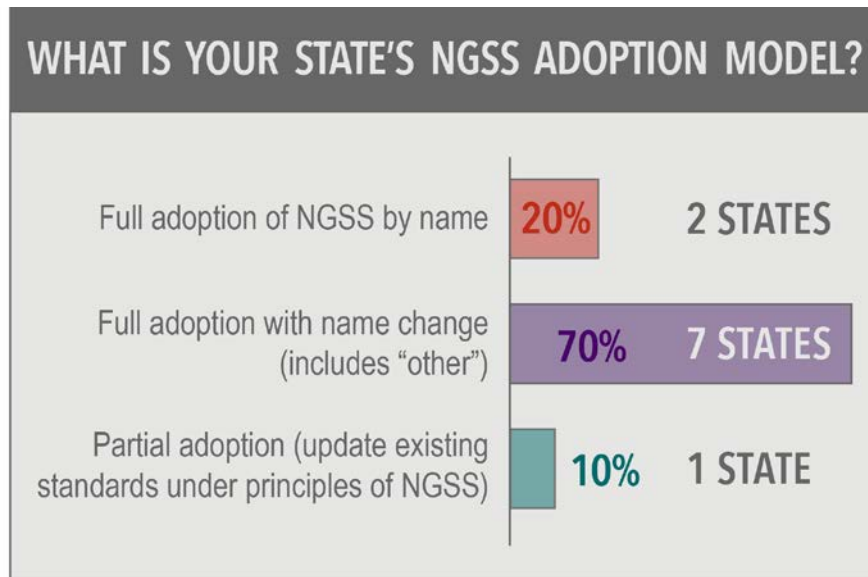 WHAT IS YOUR STATE'S NGSS ADOPTION MODEL?
Full adoption of NGSS by name
20%
2 STATES
Full adoption with name change
(includes “other”)
70%
7 STATES
Partial adoption (update existing
standards under principles of NGSS)
10%
1 STATE